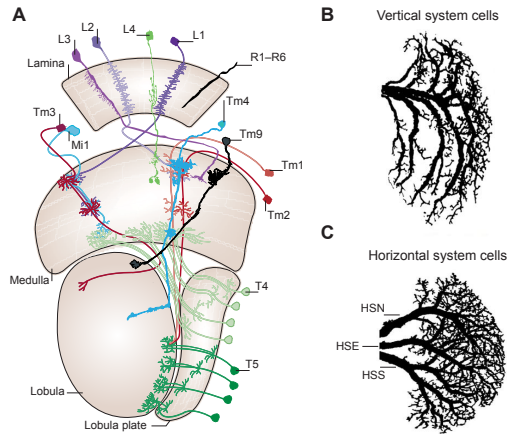 A
L3
L2
L4
L1
R1–R6
Lamina
Tm3
Mi1
Tm4
Tm9
Tm1
Tm2
Medulla
T4
T5
Lobula
Lobula plate
B
Vertical system cells
C
Horizontal system cells
HSN
HSE
HSS